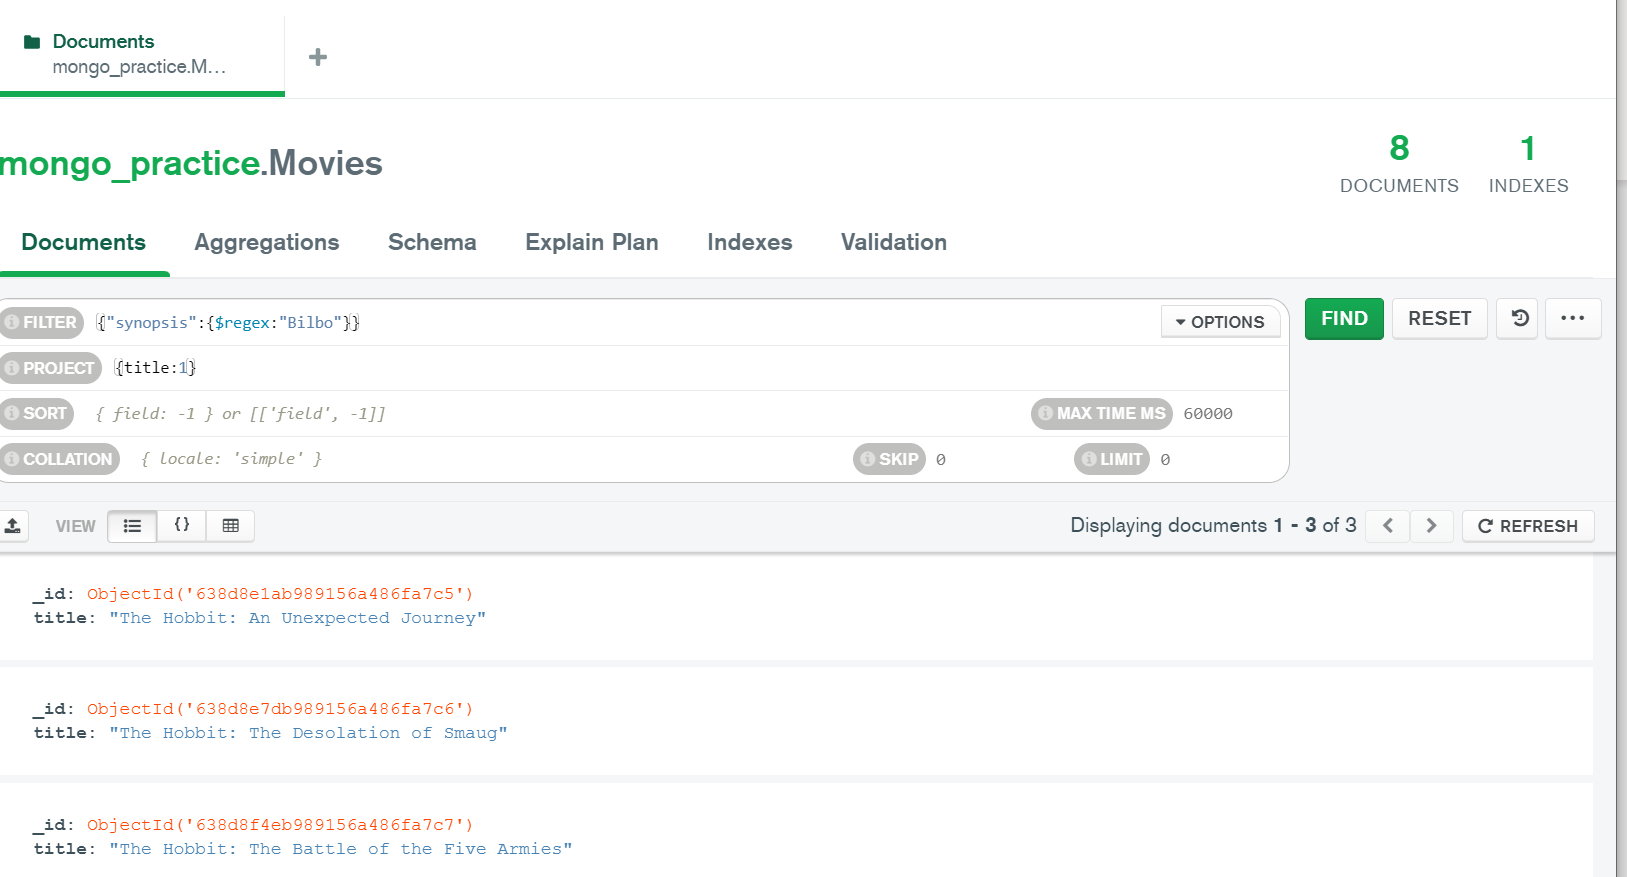 Documents
mongo_practice.M...
mongo_practice.Movies
8
DOCUMENTS
1
INDEXES
Documents Aggregations Schema Explain Plan Indexes Validation
FILTER {"synopsis":{$regex:"Bilbo"}} OPTIONS FIND RESET
PROJECT {title:1}
SORT { field: -1 } or [['field', -1]] MAX TIME MS 60000
COLLATION { locale: 'simple' } SKIP 0 LIMIT 0
VIEW {} Displaying documents 1 - 3 of 3 < > REFRESH
_id: ObjectId('638d8e1ab989156a486fa7c5')
title: "The Hobbit: An Unexpected Journey"
_id: ObjectId('638d8e7db989156a486fa7c6')
title: "The Hobbit: The Desolation of Smaug"
_id: ObjectId('638d8f4eb989156a486fa7c7')
title: "The Hobbit: The Battle of the Five Armies"